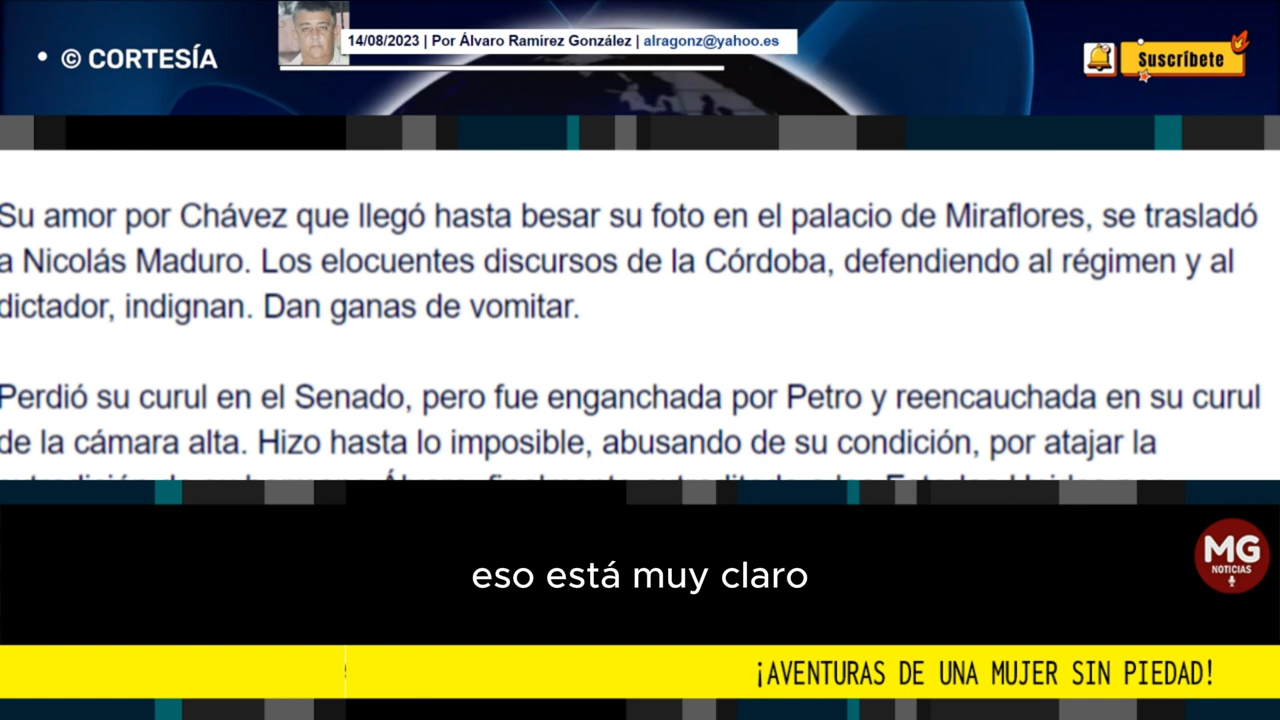 • © CORTESÍA
14/08/2023 | Por Álvaro Ramirez González | alragonz@yahoo.es
Suscríbete
Su amor por Chávez que llegó hasta besar su foto en el palacio de Miraflores, se trasladó
a Nicolás Maduro. Los elocuentes discursos de la Córdoba, defendiendo al régimen y al
dictador, indignan. Dan ganas de vomitar.
Perdió su curul en el Senado, pero fue enganchada por Petro y reencauchada en su curul
de la cámara alta. Hizo hasta lo imposible, abusando de su condición, por atajar la
eso está muy claro
MG
NOTICIAS
¡AVENTURAS DE UNA MUJER SIN PIEDAD!